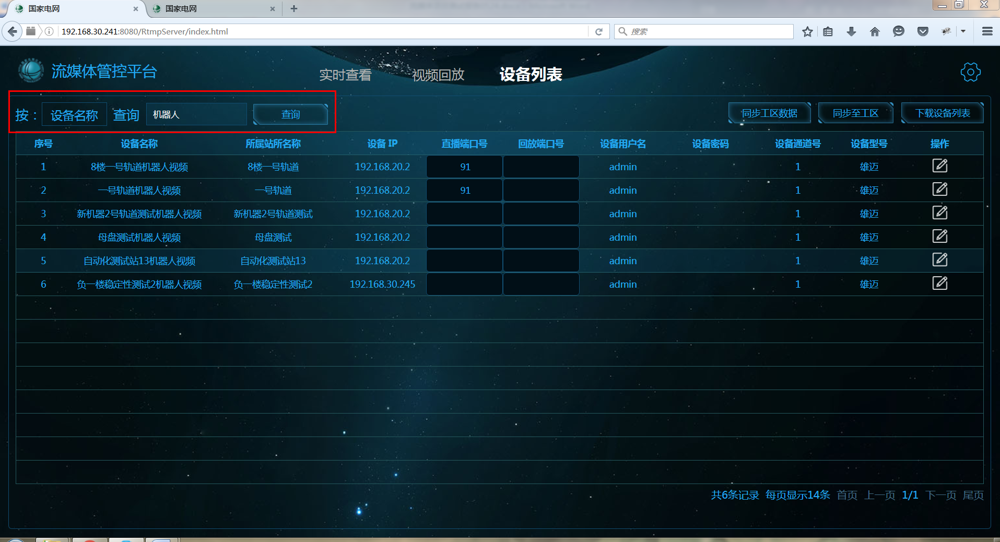 国家电网
国家电网
192.168.30.241:8080/RtmpServer/index.html
搜索
流媒体管控平台
实时查看 视频回放 设备列表
按： 设备名称 查询 机器人 查询
同步工区数据 同步至工区 下载设备列表
序号 设备名称 所属站所名称 设备 IP 直播端口号 回放端口号 设备用户名 设备密码 设备通道号 设备型号 操作
1 8楼一号轨道机器人视频 8楼一号轨道 192.168.20.2 91 admin 1 雄迈
2 一号轨道机器人视频 一号轨道 192.168.20.2 91 admin 1 雄迈
3 新机器2号轨道测试机器人视频 新机器2号轨道测试 192.168.20.2 admin 1 雄迈
4 母盘测试机器人视频 母盘测试 192.168.20.2 admin 1 雄迈
5 自动化测试站13机器人视频 自动化测试站13 192.168.20.2 admin 1 雄迈
6 负一楼稳定性测试2机器人视频 负一楼稳定性测试2 192.168.30.245 admin 1 雄迈
共6条记录 每页显示14条 首页 上一页 1/1 下一页 尾页